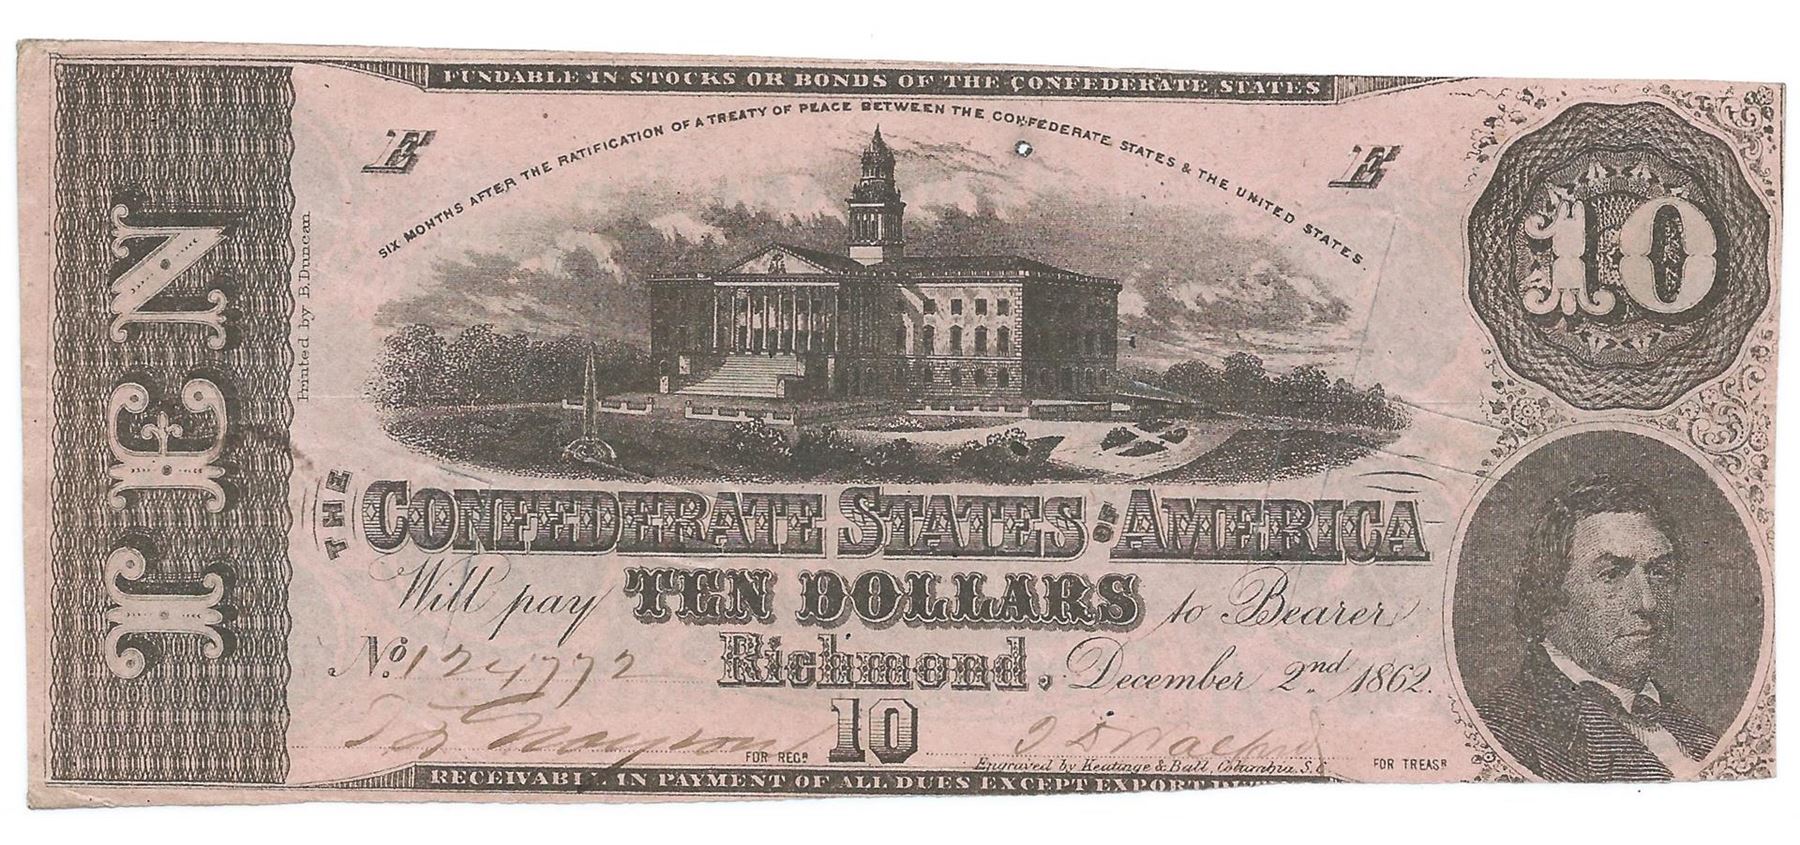 FUNDABLE IN STOCKS OR BONDS OF THE CONFEDERATE STATES
SIX MONTHS AFTER THE RATIFICATION OF A TREATY OF PEACE BETWEEN THE CONFEDERATE STATES & THE UNITED STATES.
E E
10
TEN
Printed by B. Duncan
THE CONFEDERATE STATES OF AMERICA
Will pay TEN DOLLARS to Bearer
No. 124772 Richmond, December 2nd 1862.
10
FOR REGR
Engraved by Keatinge & Ball, Columbia, S.C
FOR TREASR
RECEIVABLE IN PAYMENT OF ALL DUES EXCEPT EXPORT